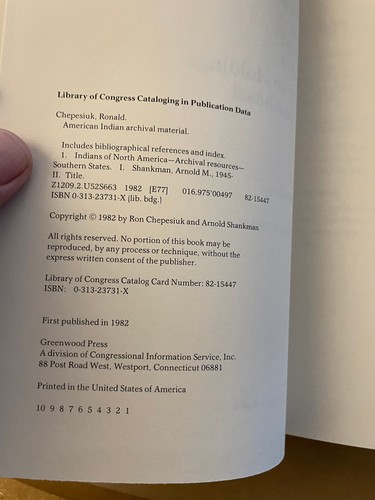 Library of Congress Cataloging in Publication Data
Chepesiuk, Ronald.
American Indian archival material.
Includes bibliographical references and index.
1. Indians of North America—Archival resources—
Southern States. I. Shankman, Arnold M., 1945-
II. Title.
Z1209.2.U52S663 1982 [E77] 016.975'00497 82-15447
ISBN 0-313-23731-X (lib. bdg.)
Copyright © 1982 by Ron Chepesiuk and Arnold Shankman
All rights reserved. No portion of this book may be
reproduced, by any process or technique, without the
express written consent of the publisher.
Library of Congress Catalog Card Number: 82-15447
ISBN: 0-313-23731-X
First published in 1982
Greenwood Press
A division of Congressional Information Service, Inc.
88 Post Road West, Westport, Connecticut 06881
Printed in the United States of America
10 9 8 7 6 5 4 3 2 1